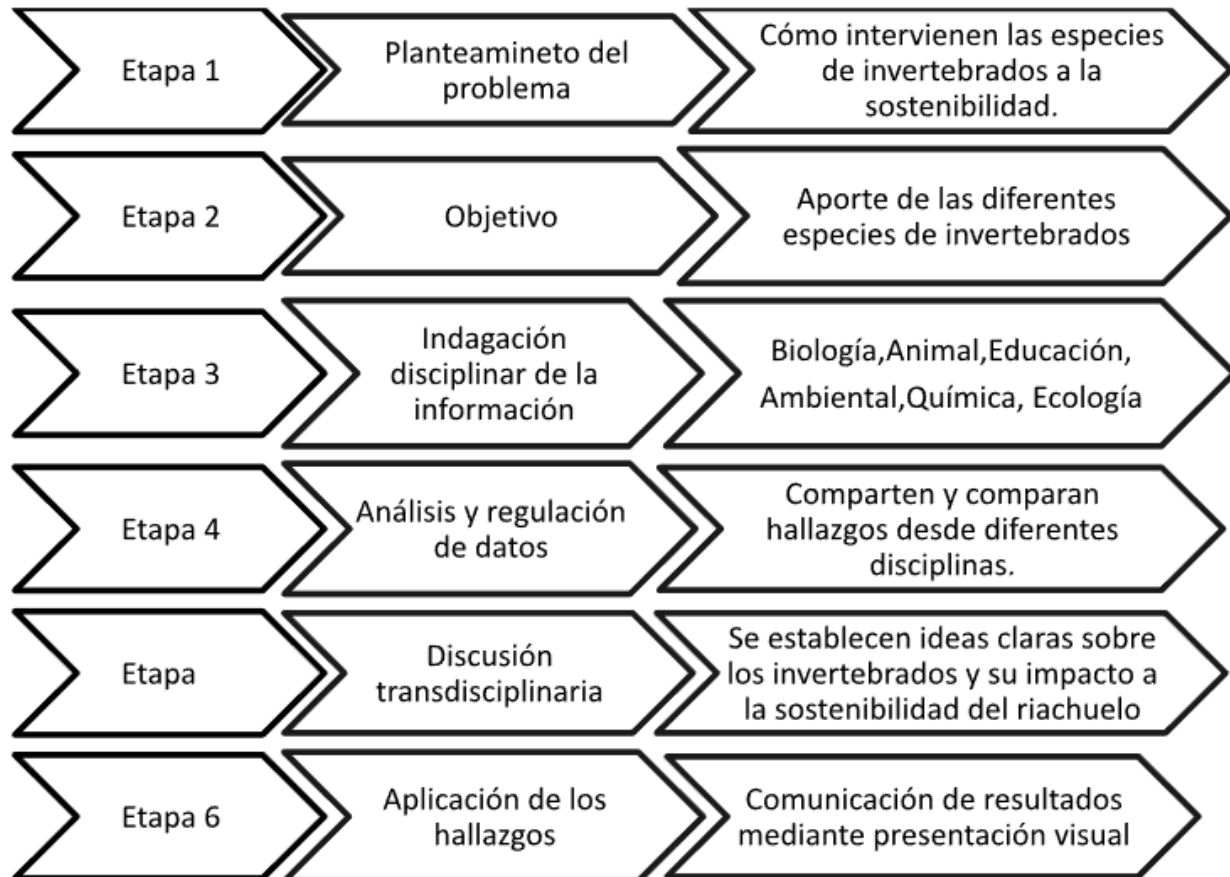 Etapa 1
Planteamineto del
problema
Cómo intervienen las especies
de invertebrados a la
sostenibilidad.
Etapa 2
Objetivo
Aporte de las diferentes
especies de invertebrados
Etapa 3
Indagación
disciplinar de la
información
Biología,Animal,Educación,
Ambiental,Química, Ecología
Etapa 4
Análisis y regulación
de datos
Comparten y comparan
hallazgos desde diferentes
disciplinas.
Etapa
Discusión
transdisciplinaria
Se establecen ideas claras sobre
los invertebrados y su impacto a
la sostenibilidad del riachuelo
Etapa 6
Aplicación de los
hallazgos
Comunicación de resultados
mediante presentación visual